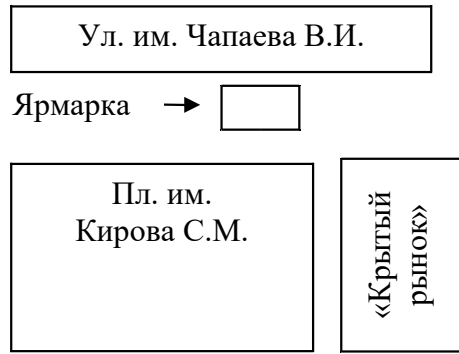 Ул. им. Чапаева В.И.
Ярмарка
Пл. им.
Кирова С.М.
«Крытый
рынок»